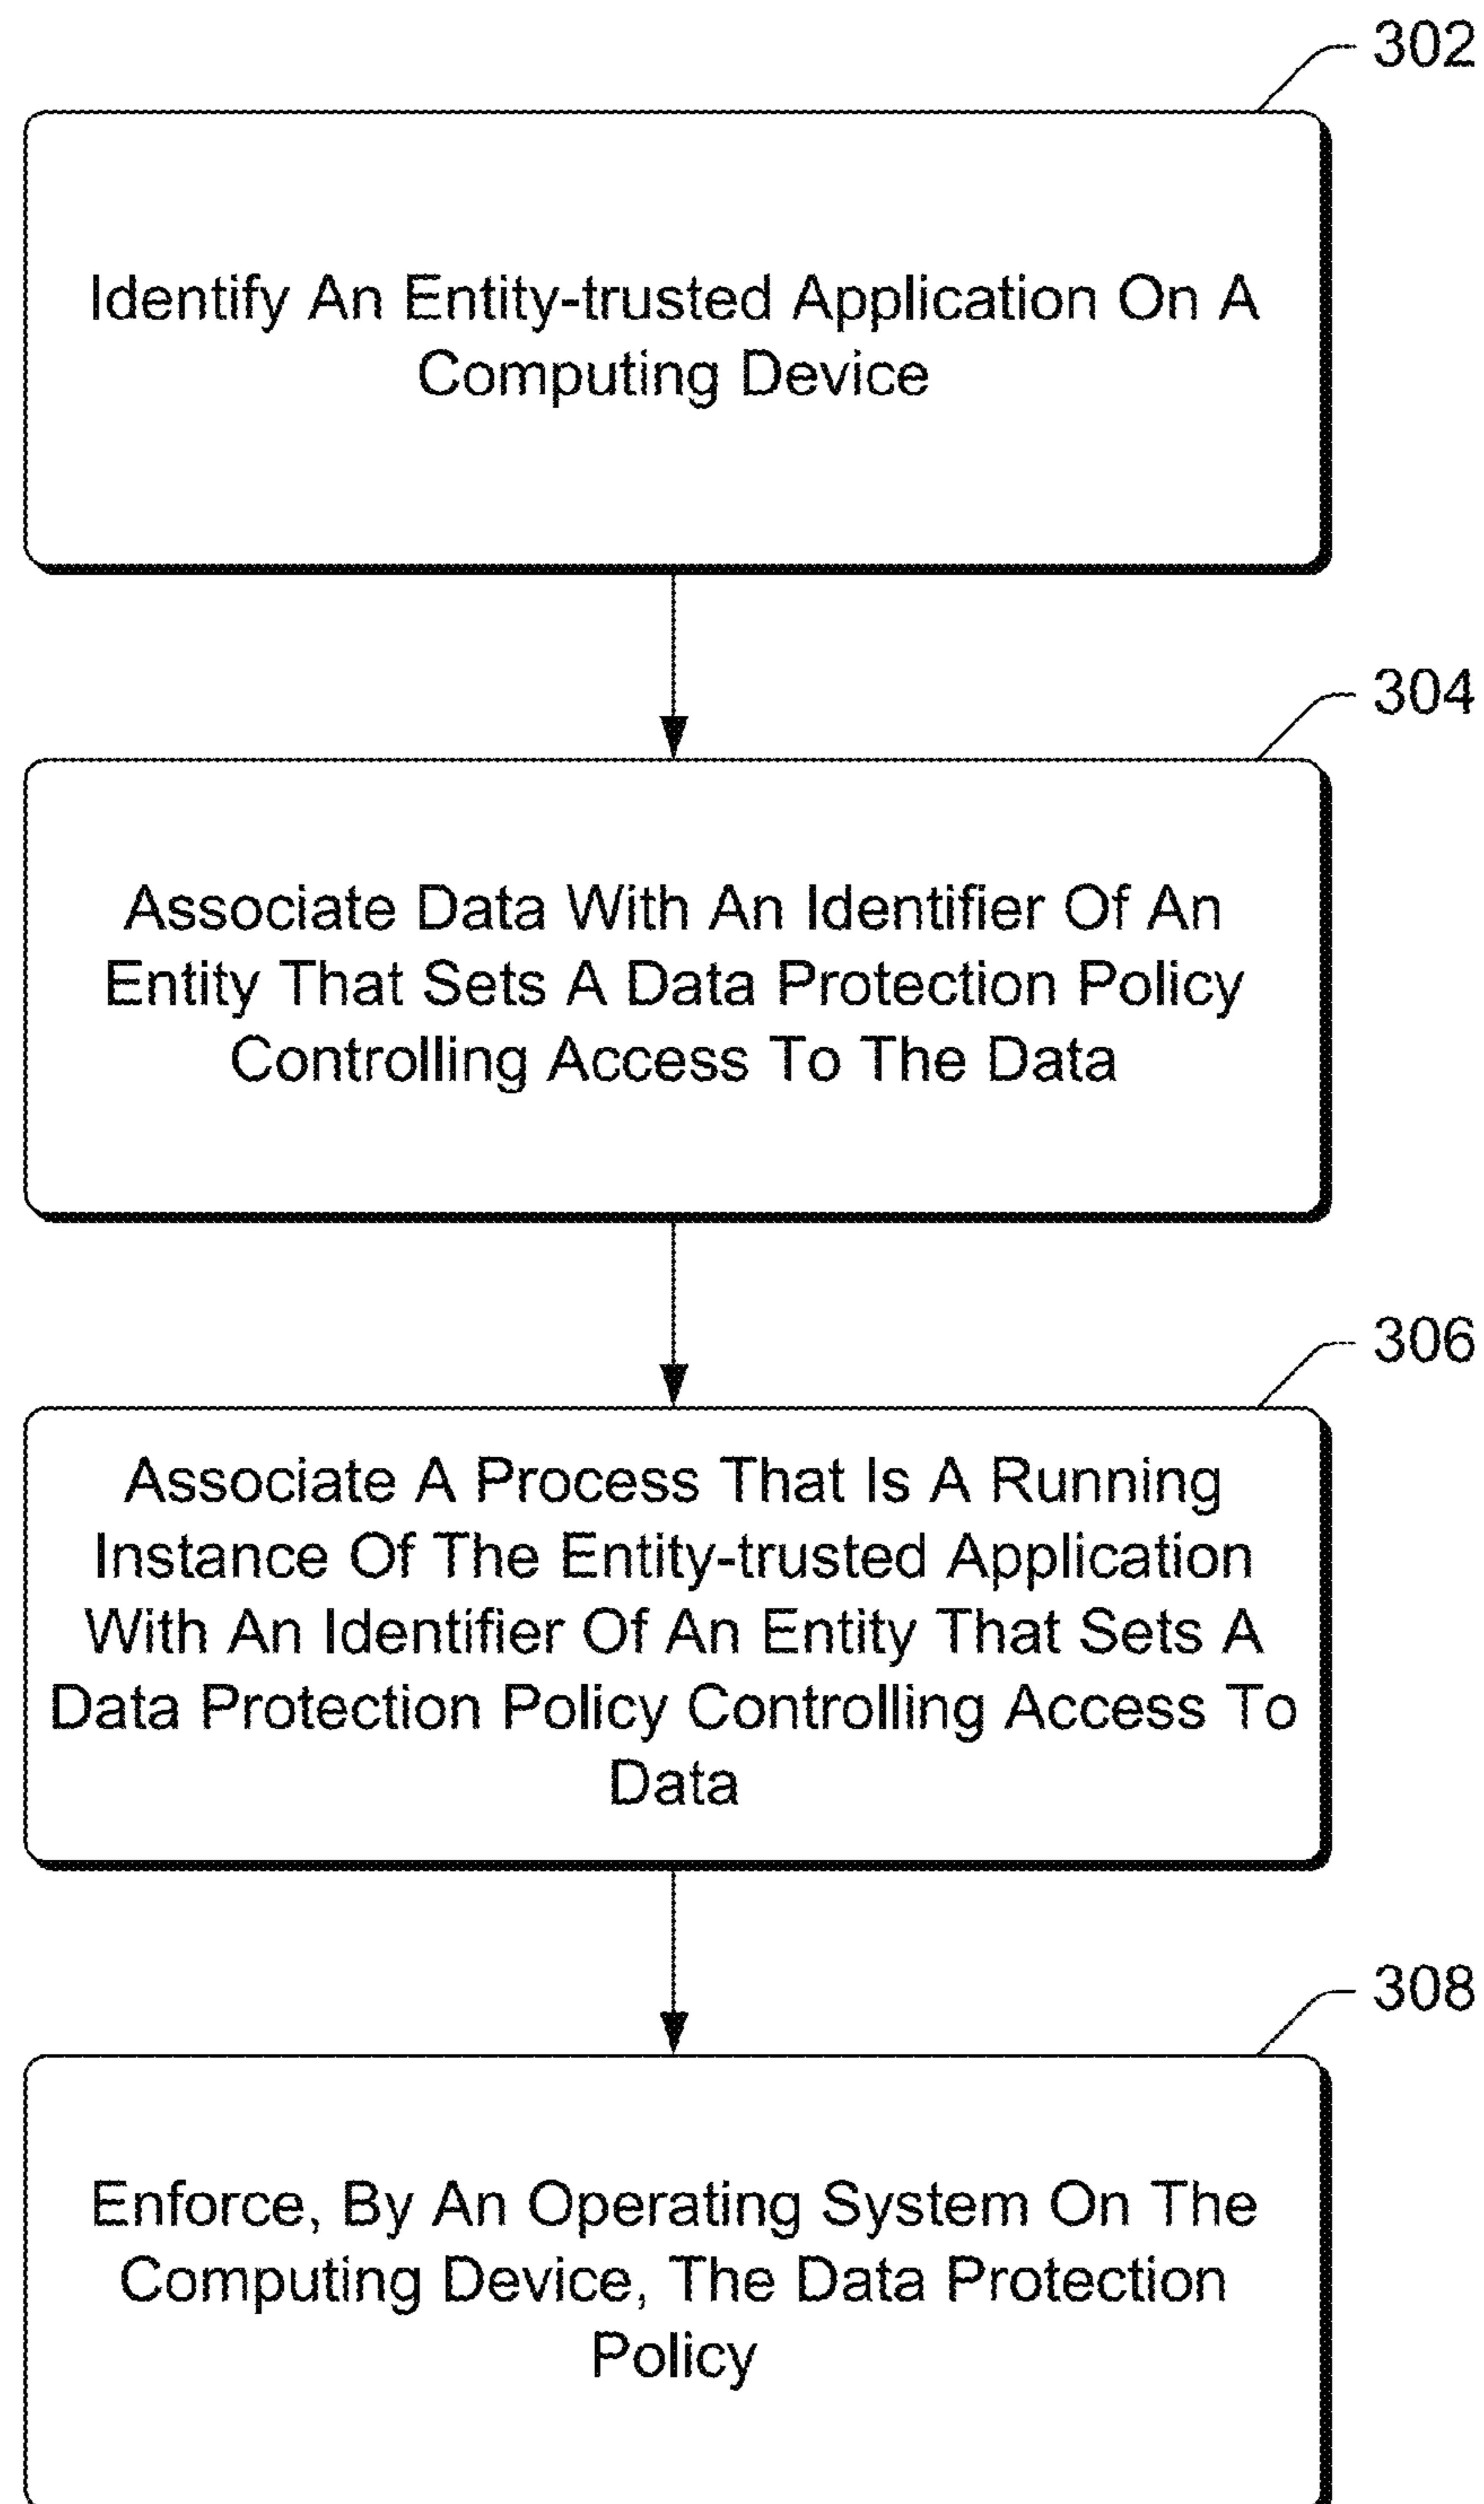 302
Identify An Entity-trusted Application On A
Computing Device
304
Associate Data With An Identifier Of An
Entity That Sets A Data Protection Policy
Controlling Access To The Data
306
Associate A Process That Is A Running
Instance Of The Entity-trusted Application
With An Identifier Of An Entity That Sets A
Data Protection Policy Controlling Access To
Data
308
Enforce, By An Operating System On The
Computing Device, The Data Protection
Policy